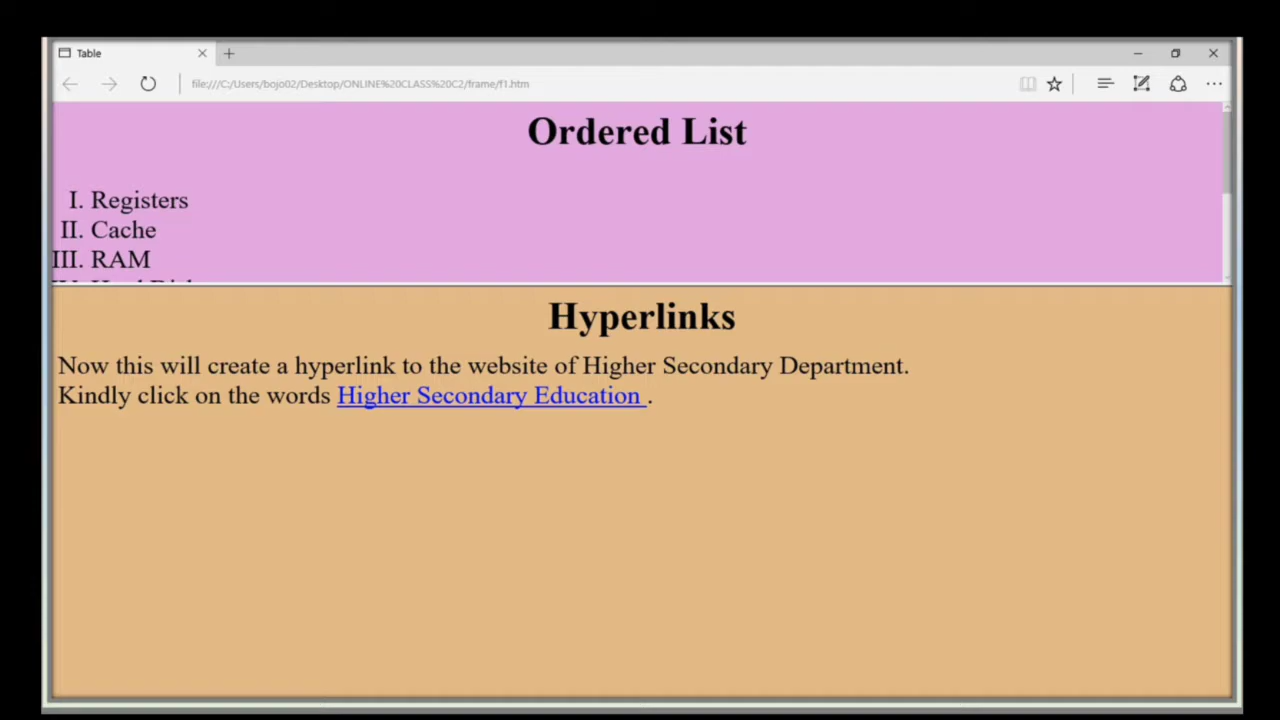 Table
file:///C:/Users/bojo02/Desktop/ONLINE%20CLASS%20C2/frame/f1.htm
Ordered List
I. Registers
II. Cache
III. RAM
Hyperlinks
Now this will create a hyperlink to the website of Higher Secondary Department.
Kindly click on the words Higher Secondary Education .